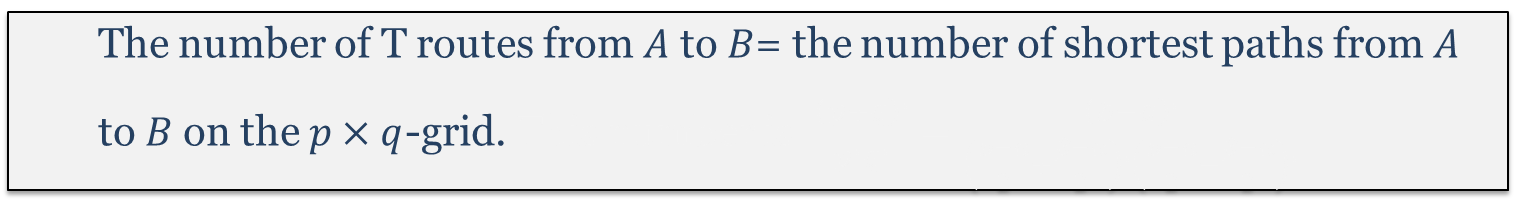 The number of T routes from A to B= the number of shortest paths from A
to B on the p × q-grid.